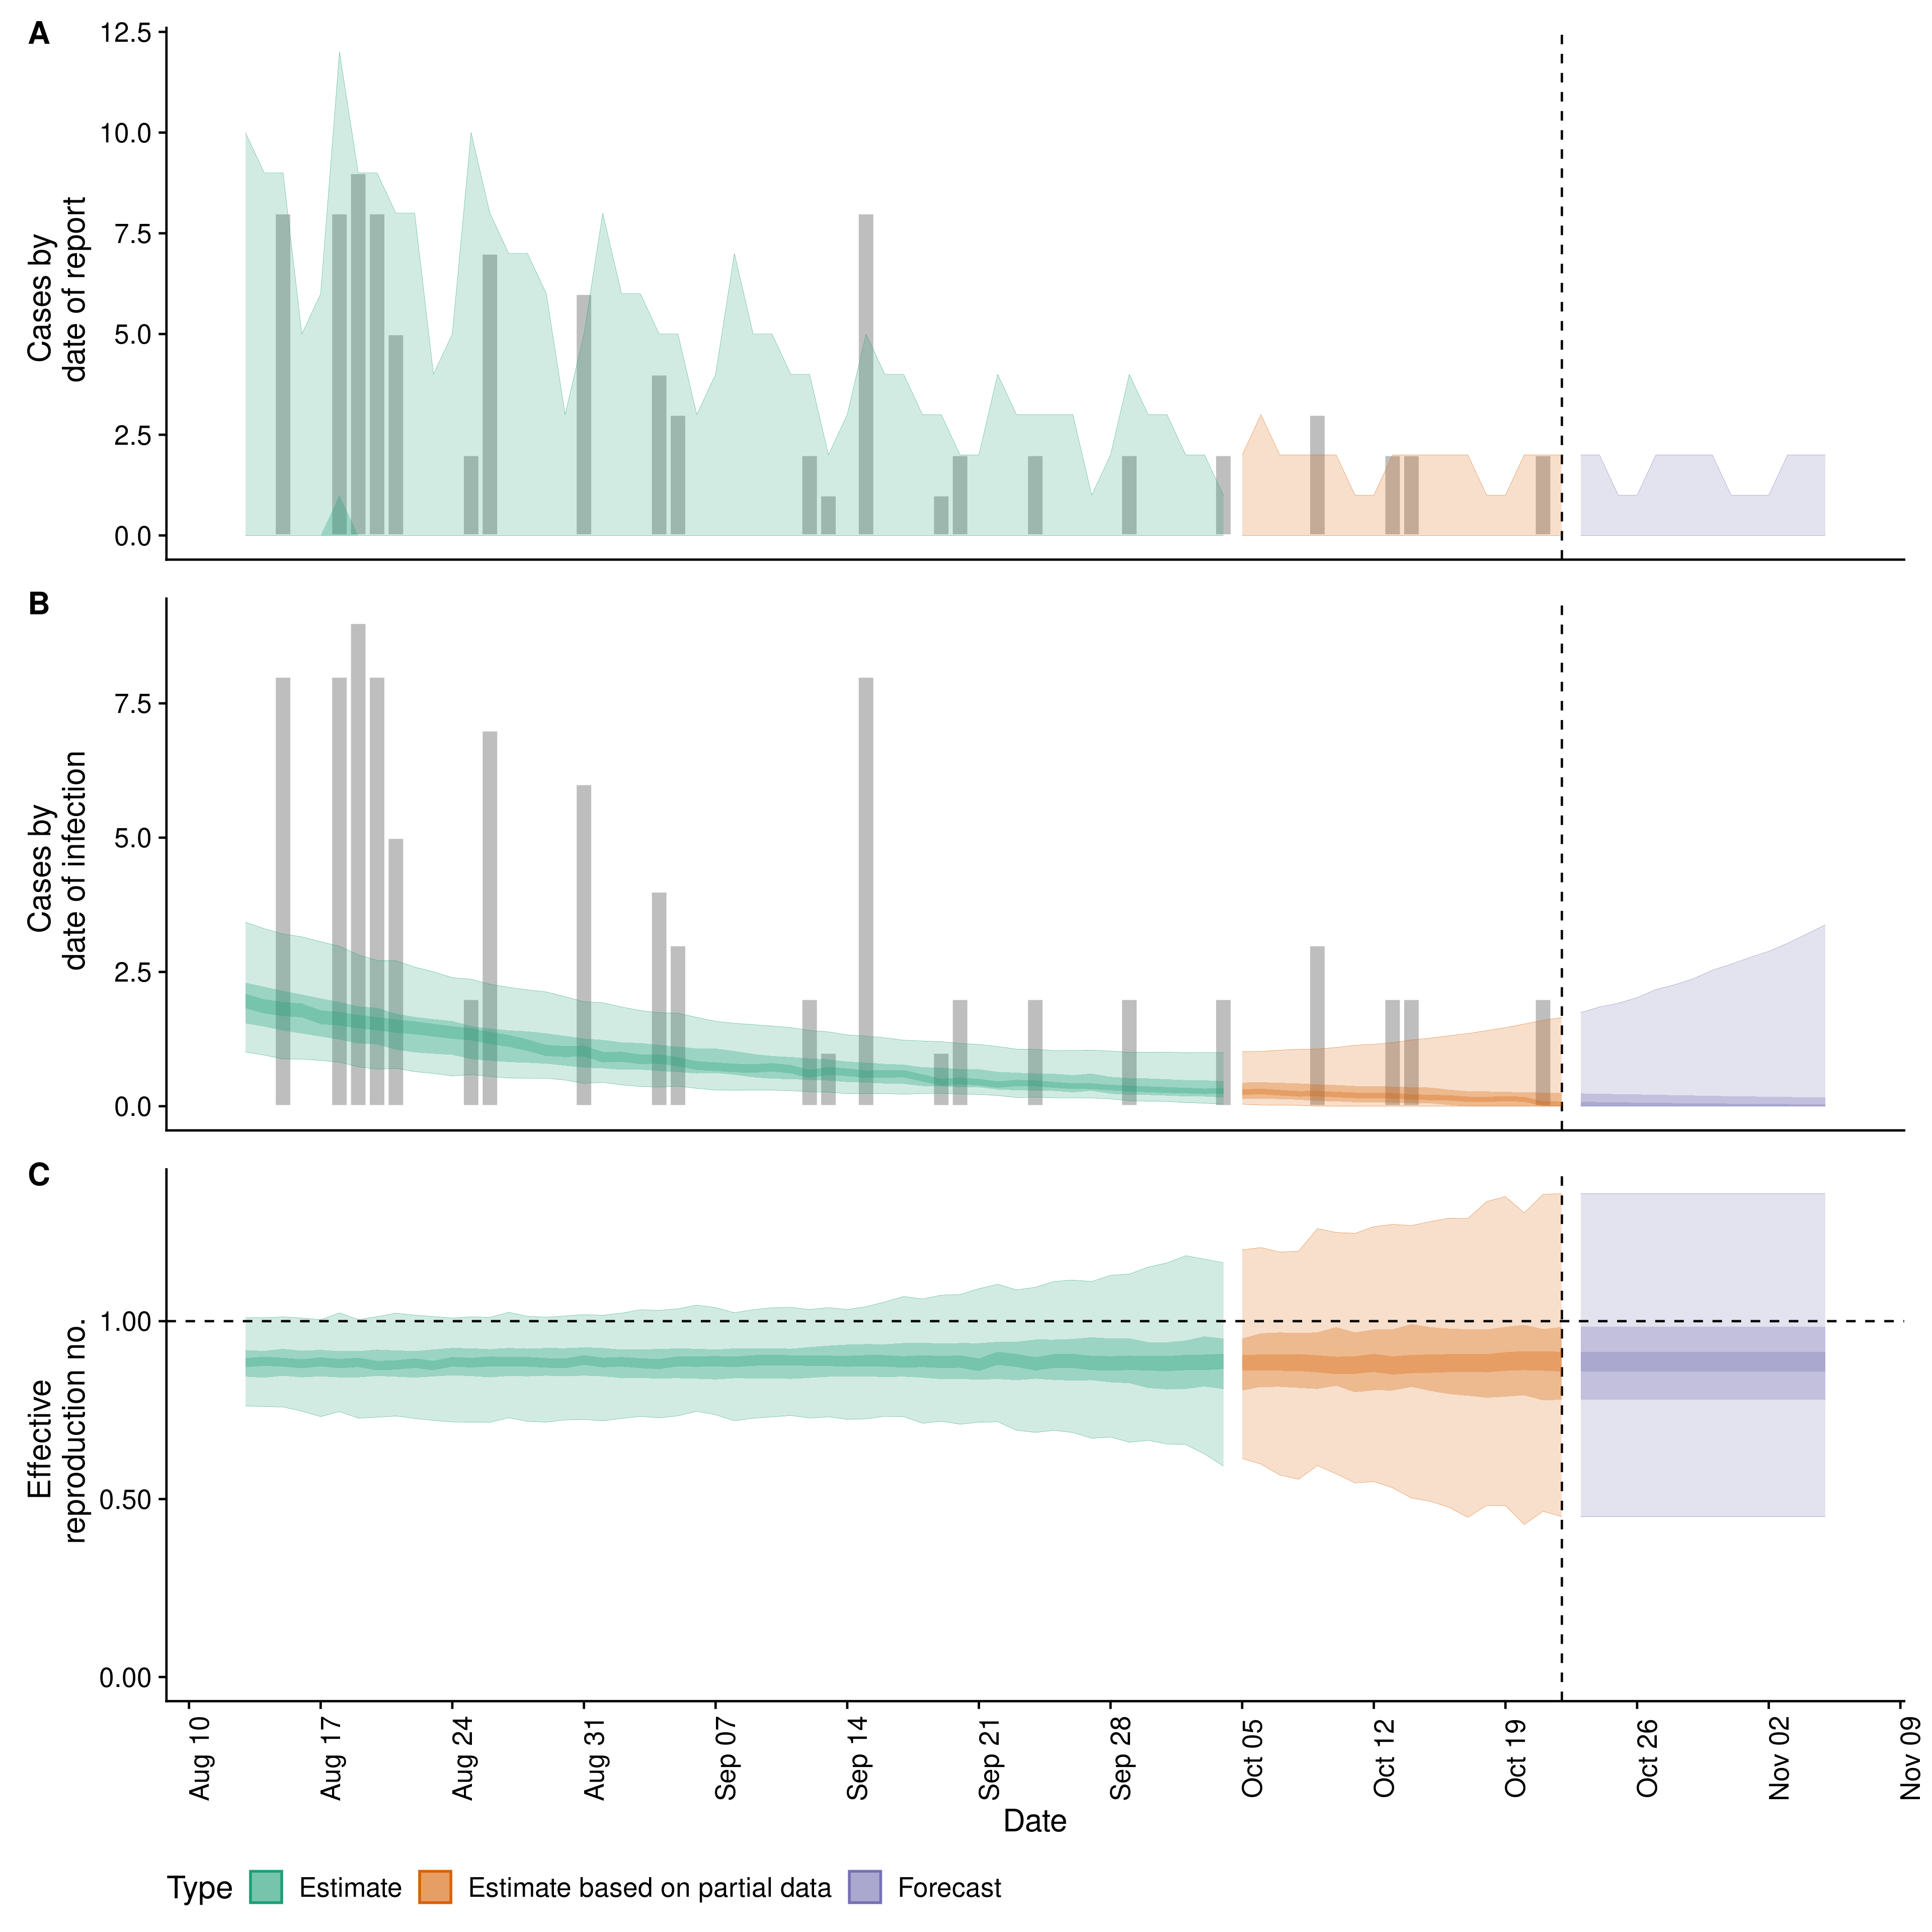 A
12.5
10.0
7.5
5.0
2.5
0.0
Cases by
date of report
B
7.5
5.0
2.5
0.0
Cases by
date of infection
C
1.00
0.50
0.00
Effective
reproduction no.
Aug 10
Aug 17
Aug 24
Aug 31
Sep 07
Sep 14
Sep 21
Sep 28
Oct 05
Oct 12
Oct 19
Oct 26
Nov 02
Nov 09
Date
Type Estimate Estimate based on partial data Forecast